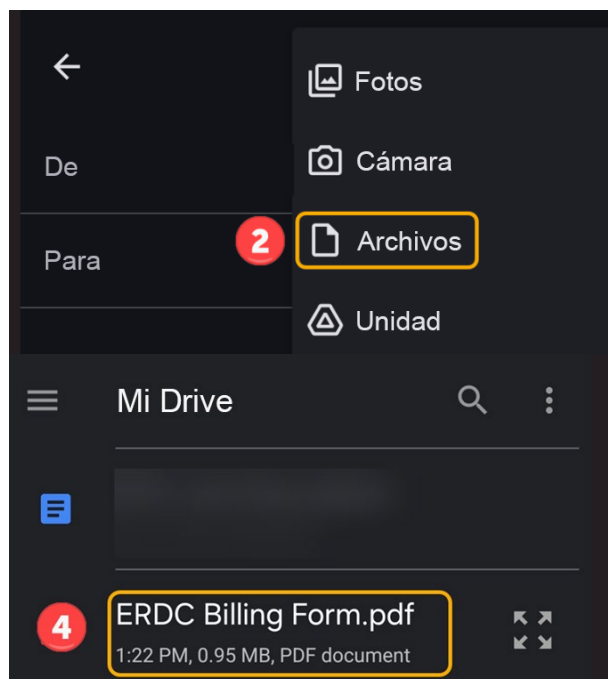 Fotos
De
Cámara
2
Archivos
Para
Unidad
Mi Drive
4
ERDC Billing Form.pdf
1:22 PM, 0.95 MB, PDF document